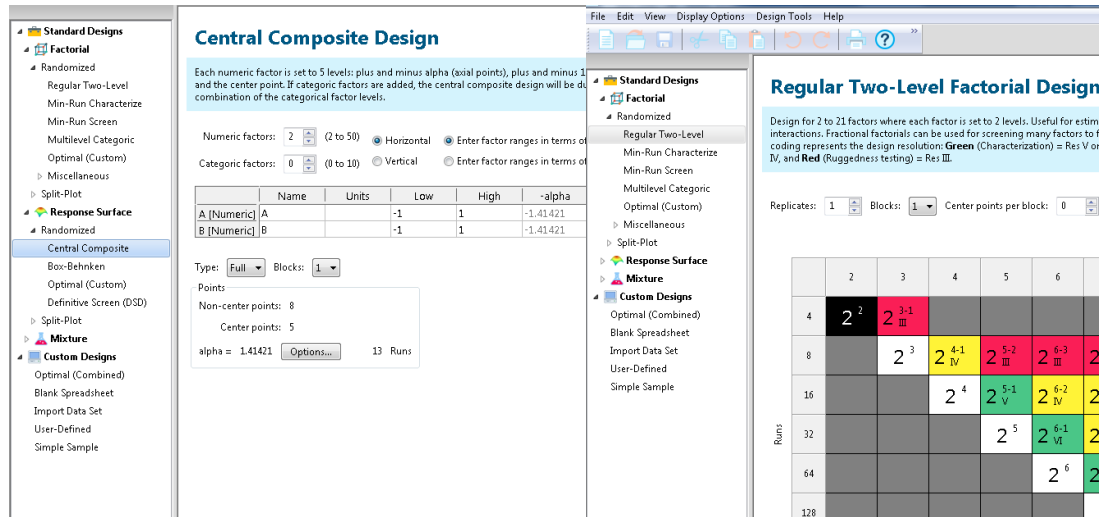 Standard Designs
Factorial
Randomized
Regular Two-Level
Min-Run Characterize
Min-Run Screen
Multilevel Categoric
Optimal (Custom)
Miscellaneous
Split-Plot
Response Surface
Randomized
Central Composite
Box-Behnken
Optimal (Custom)
Definitive Screen (DSD)
Split-Plot
Mixture
Custom Designs
Optimal (Combined)
Blank Spreadsheet
Import Data Set
User-Defined
Simple Sample
Central Composite Design
Each numeric factor is set to 5 levels: plus and minus alpha (axial points), plus and minus 1
and the center point. If categoric factors are added, the central composite design will be du
combination of the categorical factor levels.
Numeric factors: 2 (2 to 50) Horizontal Enter factor ranges in terms of
Categoric factors: 0 (0 to 10) Vertical Enter factor ranges in terms of
Name Units Low High -alpha
A [Numeric] A -1 1 -1.41421
B [Numeric] B -1 1 -1.41421
Type: Full Blocks: 1
Points
Non-center points: 8
Center points: 5
alpha = 1.41421 Options... 13 Runs
File Edit View Display Options Design Tools Help
?
»
Standard Designs
Factorial
Randomized
Regular Two-Level
Min-Run Characterize
Min-Run Screen
Multilevel Categoric
Optimal (Custom)
Miscellaneous
Split-Plot
Response Surface
Mixture
Custom Designs
Optimal (Combined)
Blank Spreadsheet
Import Data Set
User-Defined
Simple Sample
Regular Two-Level Factorial Design
Design for 2 to 21 factors where each factor is set to 2 levels. Useful for estim
interactions. Fractional factorials can be used for screening many factors to f
coding represents the design resolution: Green (Characterization) = Res V or
IV, and Red (Ruggedness testing) = Res III.
Replicates: 1 Blocks: 1 Center points per block: 0
2 3 4 5 6
4 2 2 2 3-1 III
8 2 3 2 4-1 IV 2 5-2 III 2 6-3 III 2
16 2 4 2 5-1 V 2 6-2 IV 2
32 2 5 2 6-1 VI 2
64 2 6 2
128
Runs